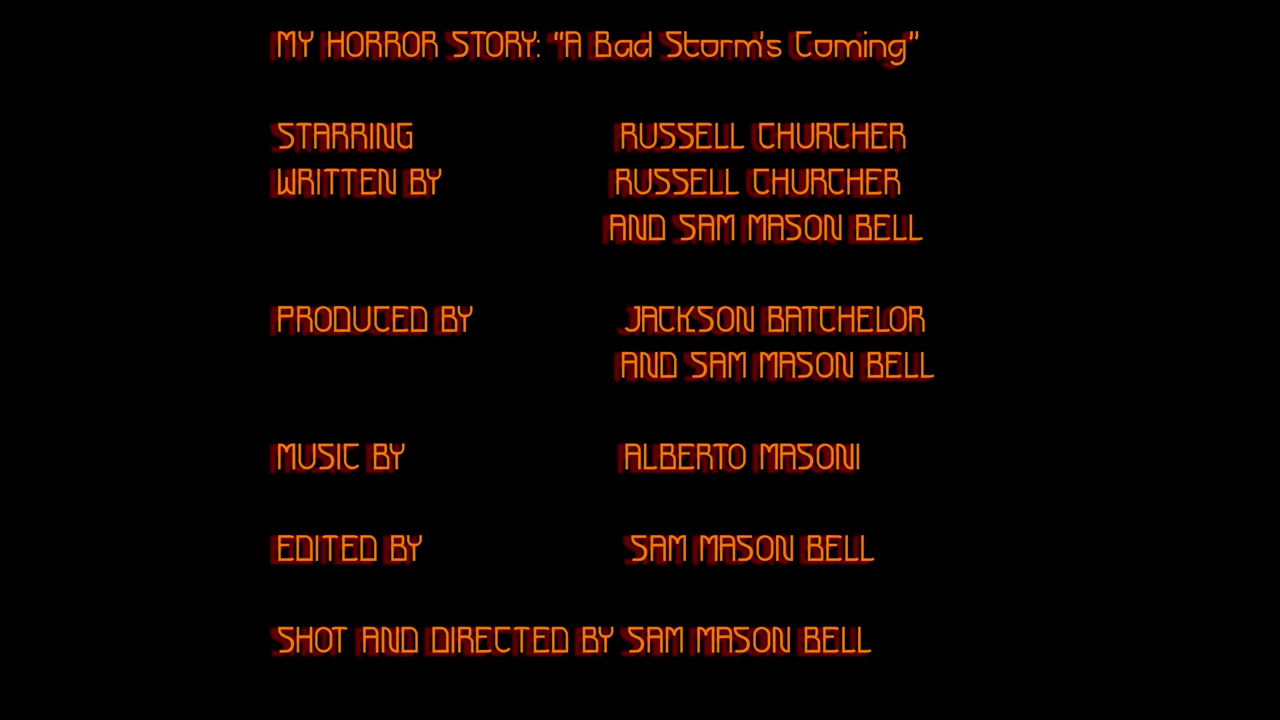 MY HORROR STORY: “A Bad Storm's Coming”
STARRING RUSSELL CHURCHER
WRITTEN BY RUSSELL CHURCHER
AND SAM MASON BELL
PRODUCED BY JACKSON BATCHELOR
AND SAM MASON BELL
MUSIC BY ALBERTO MASONI
EDITED BY SAM MASON BELL
SHOT AND DIRECTED BY SAM MASON BELL